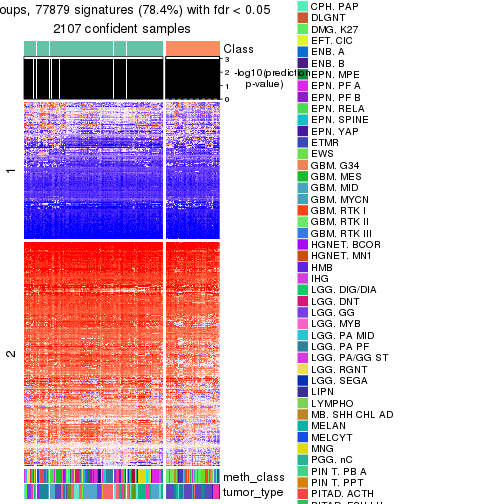 oups, 77879 signatures (78.4%) with fdr < 0.05
2107 confident samples
Class
3
2
1
0
-log10(prediction
p-value)
1
2
meth_class
tumor_type
CPH. PAP
DLGNT
DMG. K27
EFT. CIC
ENB. A
ENB. B
EPN. MPE
EPN. PF A
EPN. PF B
EPN. RELA
EPN. SPINE
EPN. YAP
ETMR
EWS
GBM. G34
GBM. MES
GBM. MID
GBM. MYCN
GBM. RTK I
GBM. RTK II
GBM. RTK III
HGNET. BCOR
HGNET. MN1
HMB
IHG
LGG. DIG/DIA
LGG. DNT
LGG. GG
LGG. MYB
LGG. PA MID
LGG. PA PF
LGG. PA/GG ST
LGG. RGNT
LGG. SEGA
LIPN
LYMPHO
MB. SHH CHL AD
MELAN
MELCYT
MNG
PGG. nC
PIN T. PB A
PIN T. PPT
PITAD. ACTH